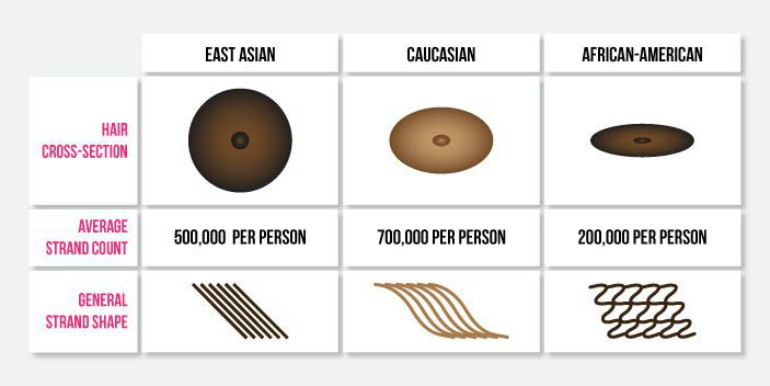 EAST ASIAN
CAUCASIAN
AFRICAN-AMERICAN
HAIR
CROSS-SECTION
AVERAGE
STRAND COUNT
500,000 PER PERSON
700,000 PER PERSON
200,000 PER PERSON
GENERAL
STRAND SHAPE